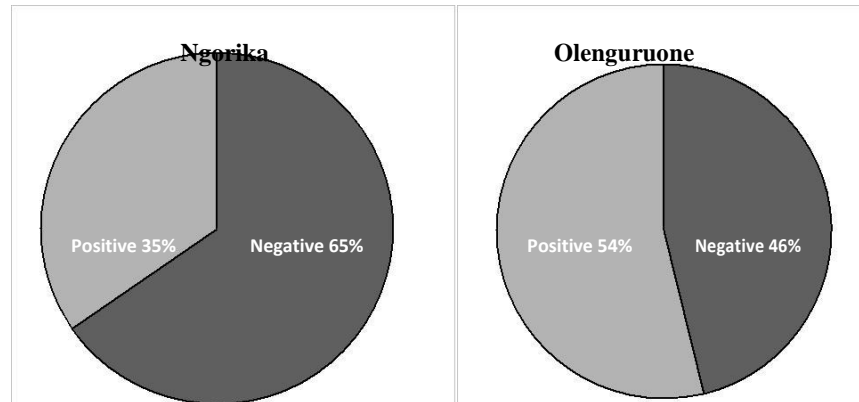 Ngorika
Positive 35%
Negative 65%
Olenguruone
Positive 54%
Negative 46%